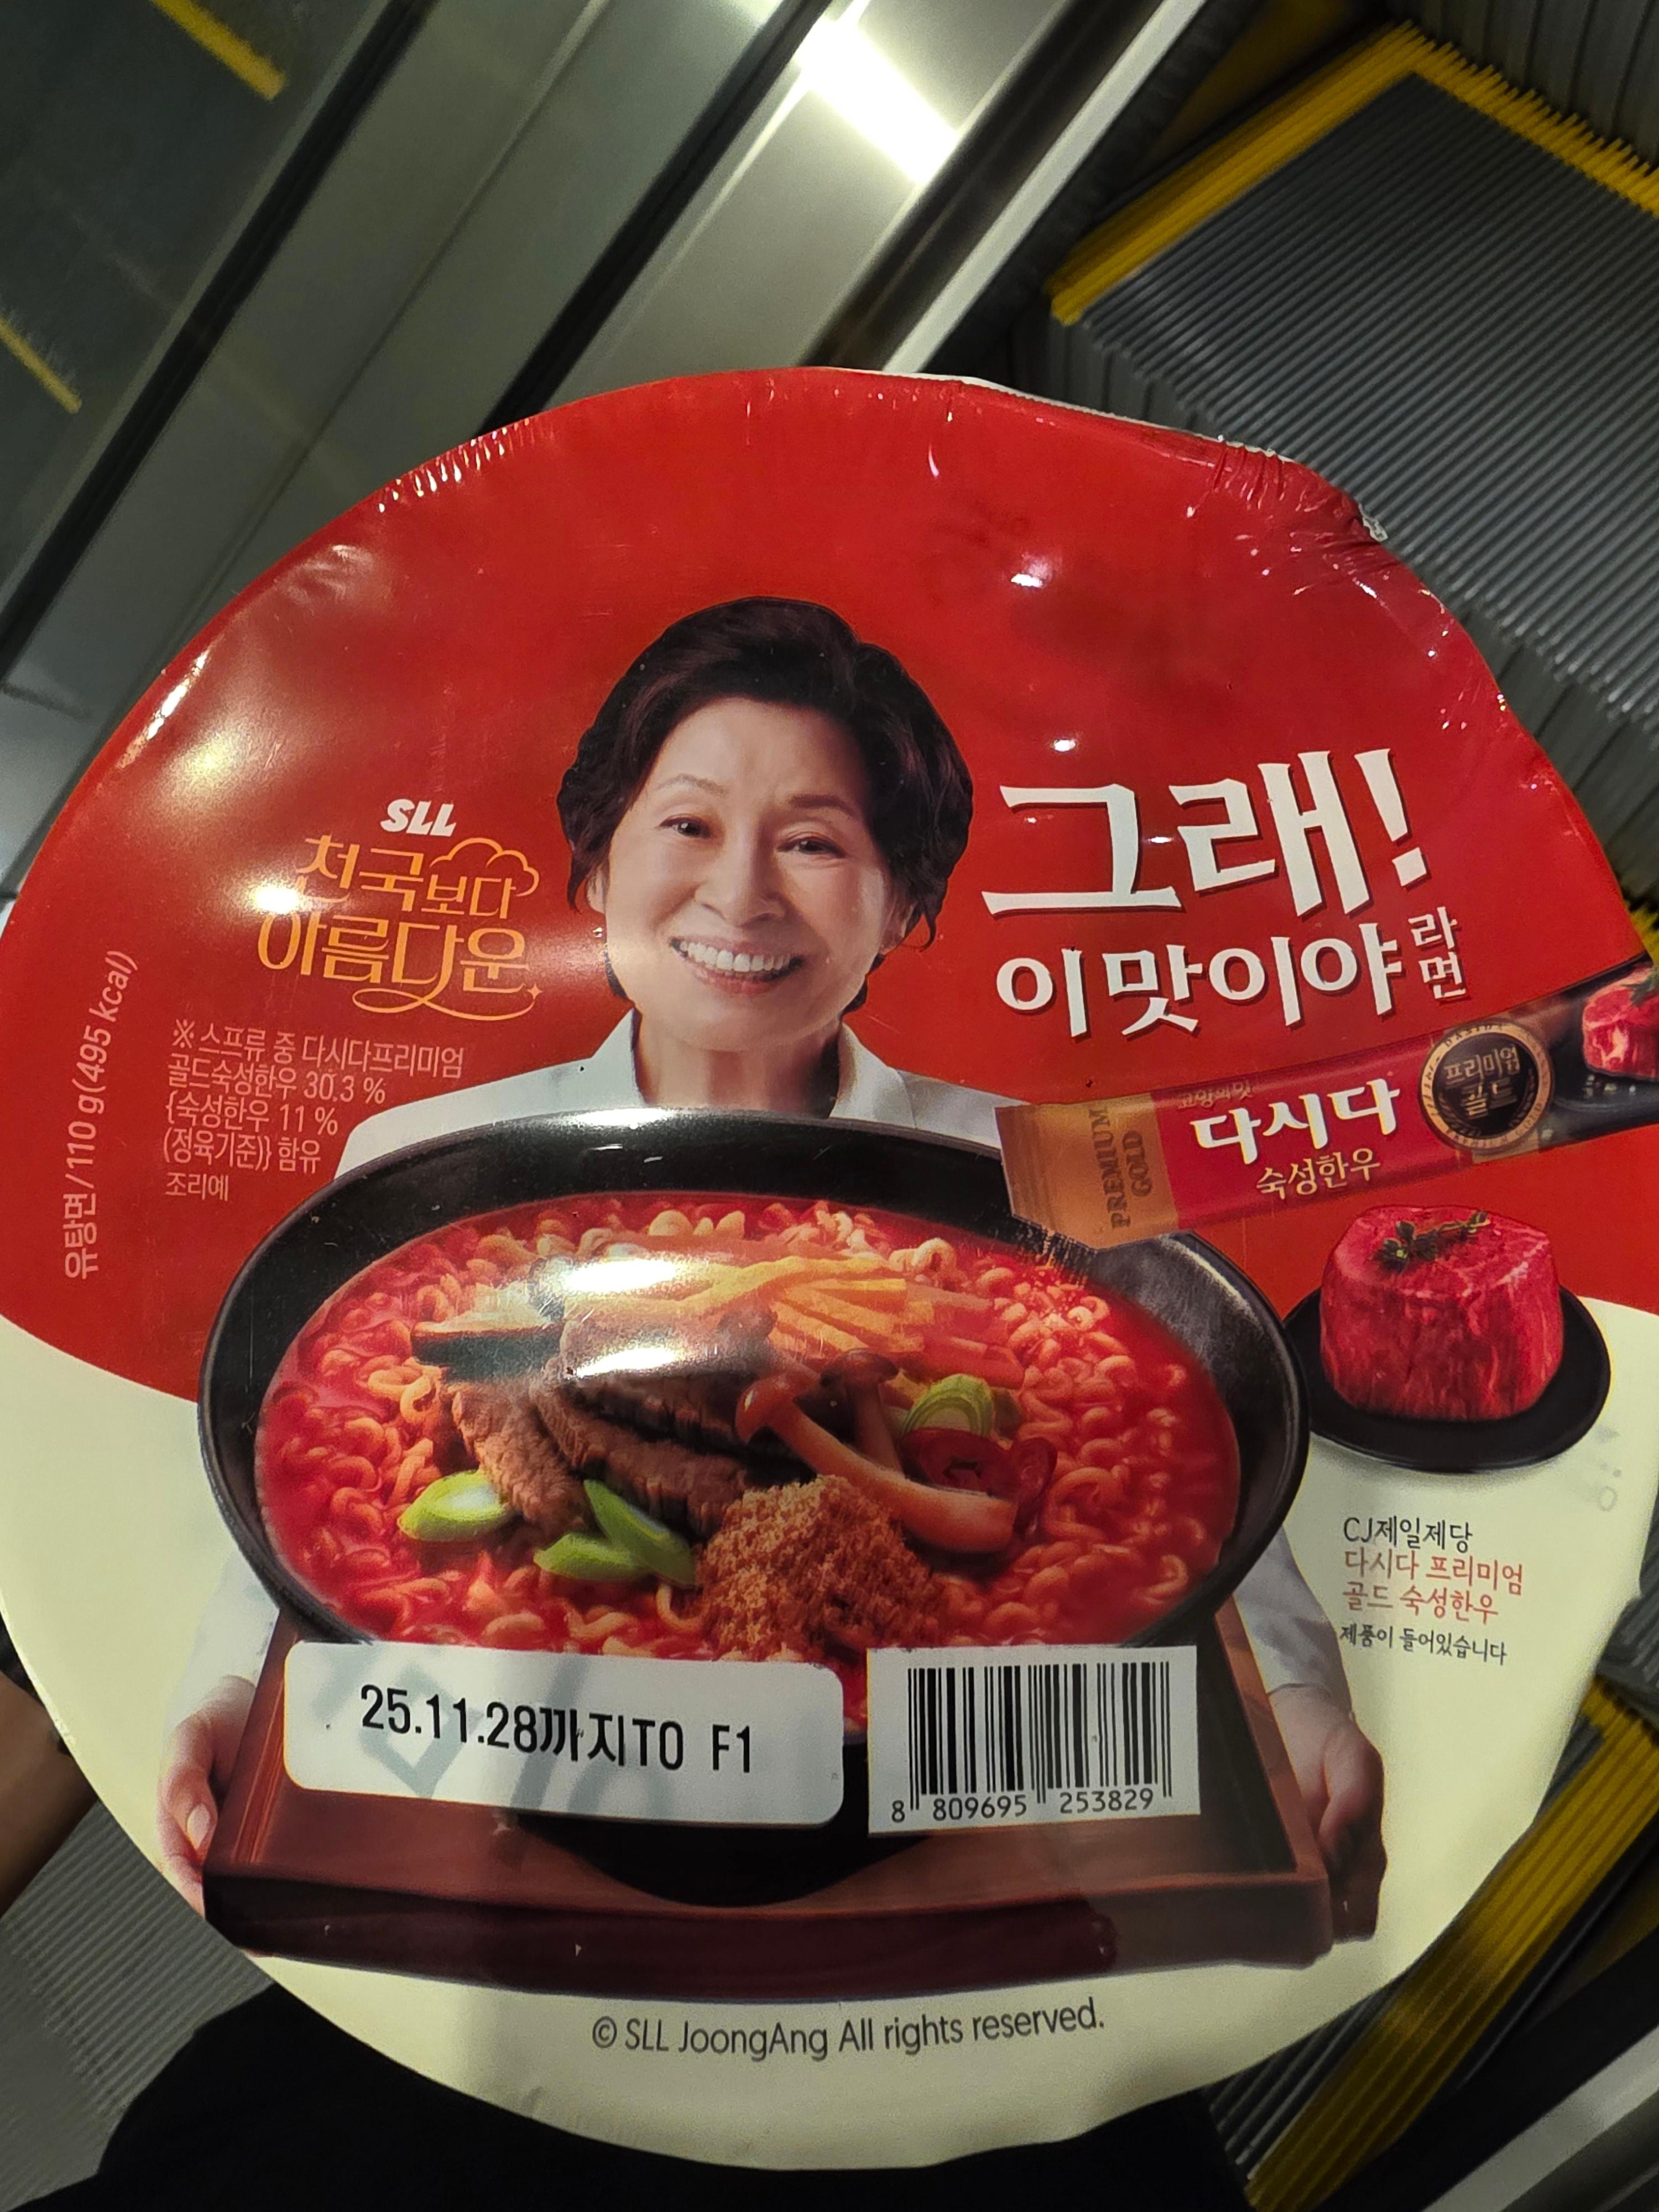 SLL
천국보다
아름다운
그래!
이맛이야
라면
유탕면/110 g(495 kcal)
※ 스프류 중 다시다프리미엄
골드숙성한우 30.3 %
{숙성한우 11 %
(정육기준)} 함유
조리예
PREMIUM
GOLD
고향의맛
다시다
숙성한우
프리미엄
골드
CJ제일제당
다시다 프리미엄
골드 숙성한우
제품이 들어있습니다
25.11.28까지TO F1
8 809695 253829
© SLL JoongAng All rights reserved.